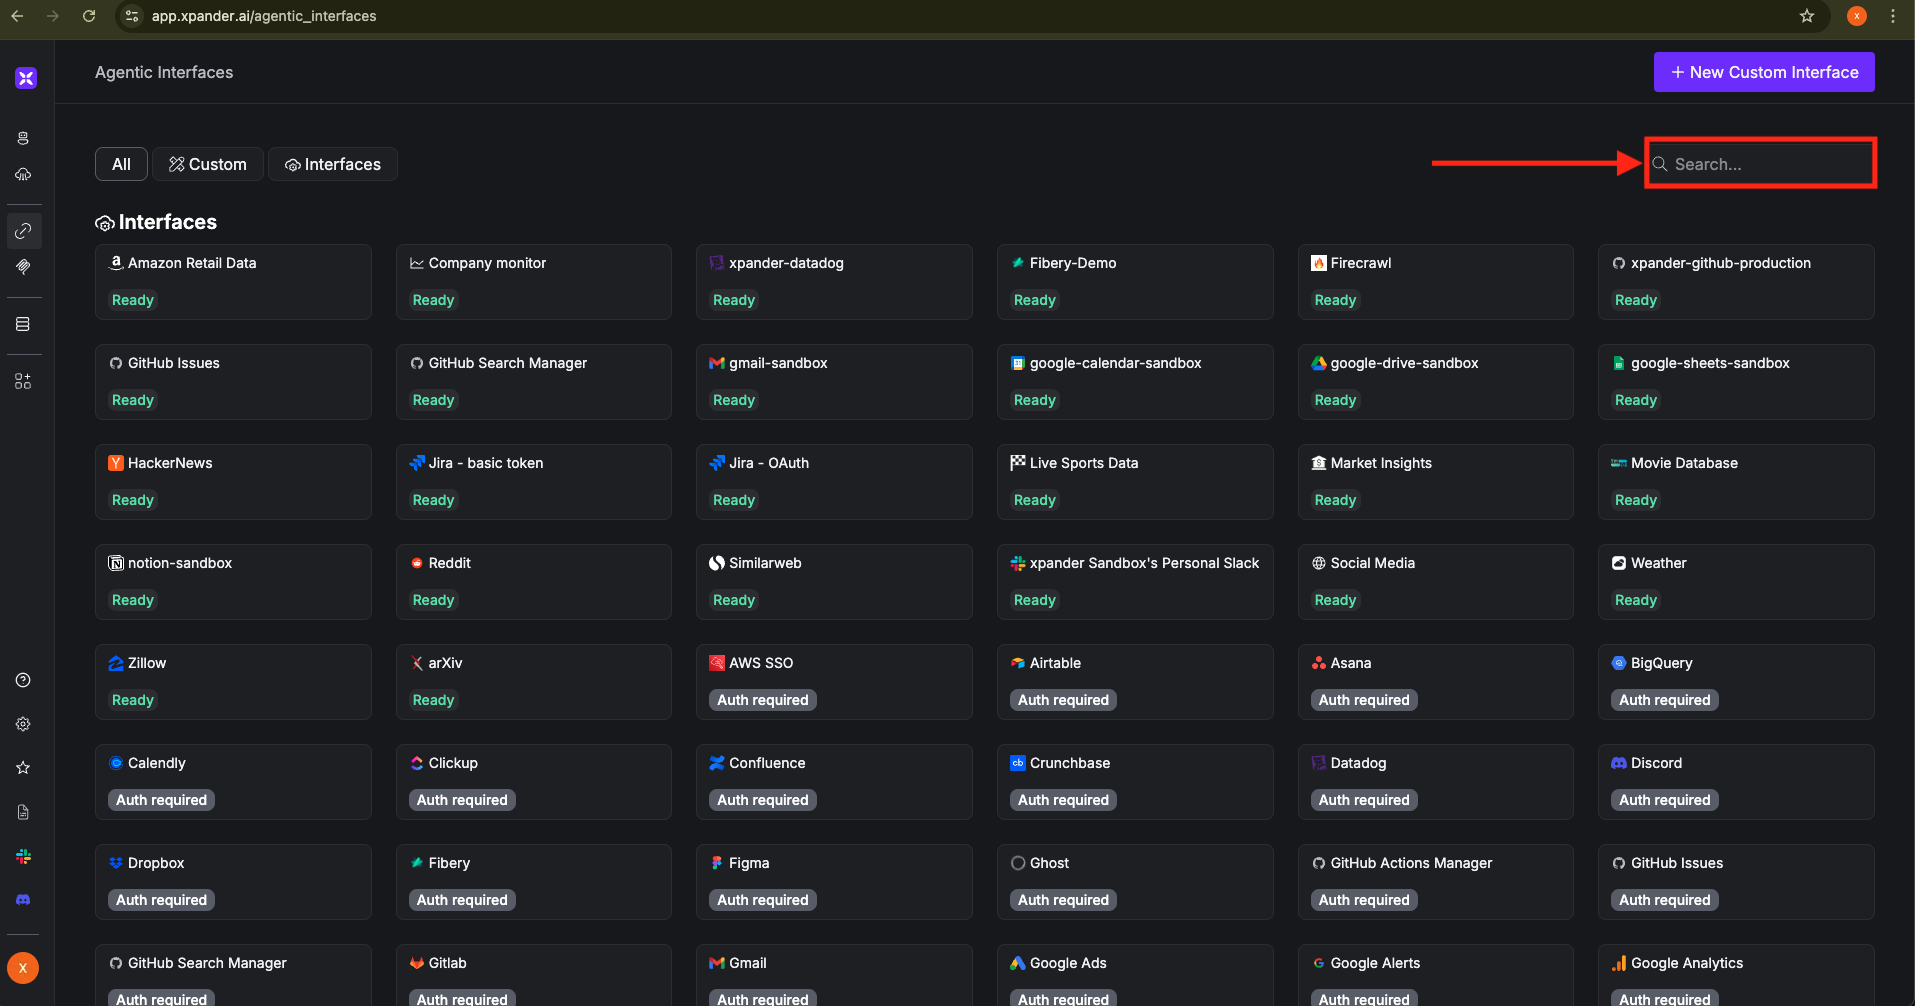 app.xpander.ai/agentic_interfaces
x
Agentic Interfaces
+ New Custom Interface
All
Custom
Interfaces
Search...
Interfaces
Amazon Retail Data
Ready
Company monitor
Ready
xpander-datadog
Ready
Fibery-Demo
Ready
Firecrawl
Ready
xpander-github-production
Ready
GitHub Issues
Ready
GitHub Search Manager
Ready
gmail-sandbox
Ready
google-calendar-sandbox
Ready
google-drive-sandbox
Ready
google-sheets-sandbox
Ready
HackerNews
Ready
Jira - basic token
Ready
Jira - OAuth
Ready
Live Sports Data
Ready
Market Insights
Ready
Movie Database
Ready
notion-sandbox
Ready
Reddit
Ready
Similarweb
Ready
xpander Sandbox's Personal Slack
Ready
Social Media
Ready
Weather
Ready
Zillow
Ready
arXiv
Ready
AWS SSO
Auth required
Airtable
Auth required
Asana
Auth required
BigQuery
Auth required
Calendly
Auth required
Clickup
Auth required
Confluence
Auth required
cb
Crunchbase
Auth required
Datadog
Auth required
Discord
Auth required
Dropbox
Auth required
Fibery
Auth required
Figma
Auth required
Ghost
Auth required
GitHub Actions Manager
Auth required
GitHub Issues
Auth required
GitHub Search Manager
Auth required
Gitlab
Auth required
Gmail
Auth required
Google Ads
Auth required
Google Alerts
Auth required
Google Analytics
Auth required
X